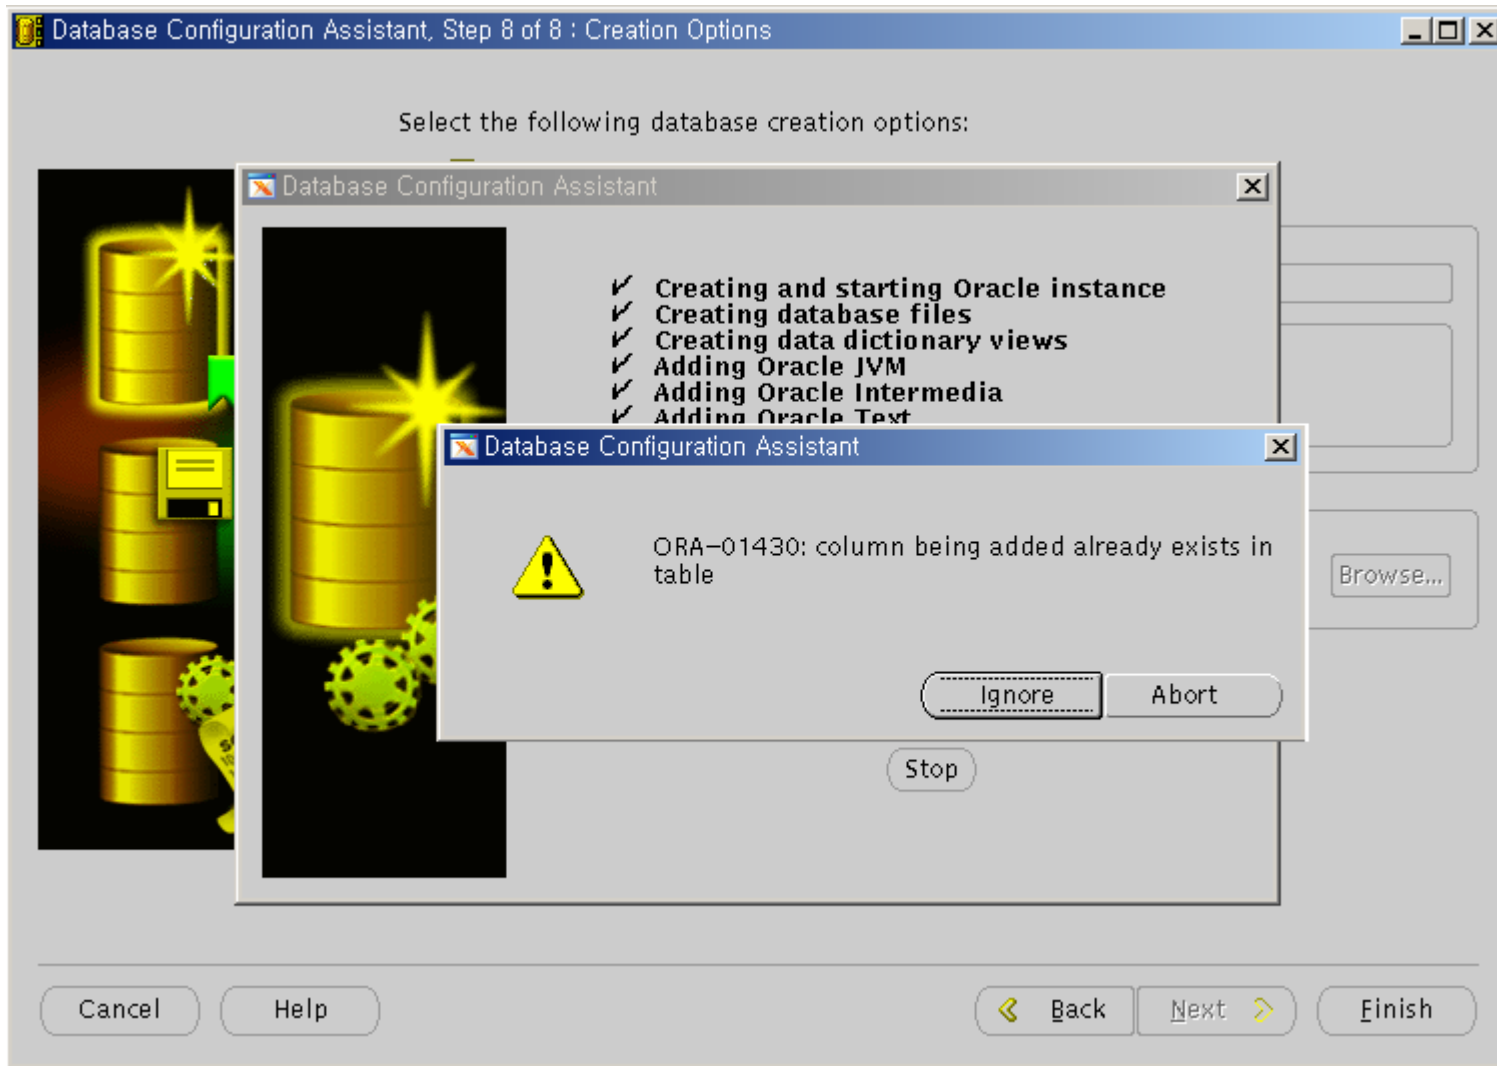 Database Configuration Assistant, Step 8 of 8 : Creation Options
Select the following database creation options:
Database Configuration Assistant
✔ Creating and starting Oracle instance
✔ Creating database files
✔ Creating data dictionary views
✔ Adding Oracle JVM
✔ Adding Oracle Intermedia
✔ Adding Oracle Text
Database Configuration Assistant
ORA-01430: column being added already exists in
table
Browse...
Ignore
Abort
Stop
Cancel
Help
Back
Next
Finish